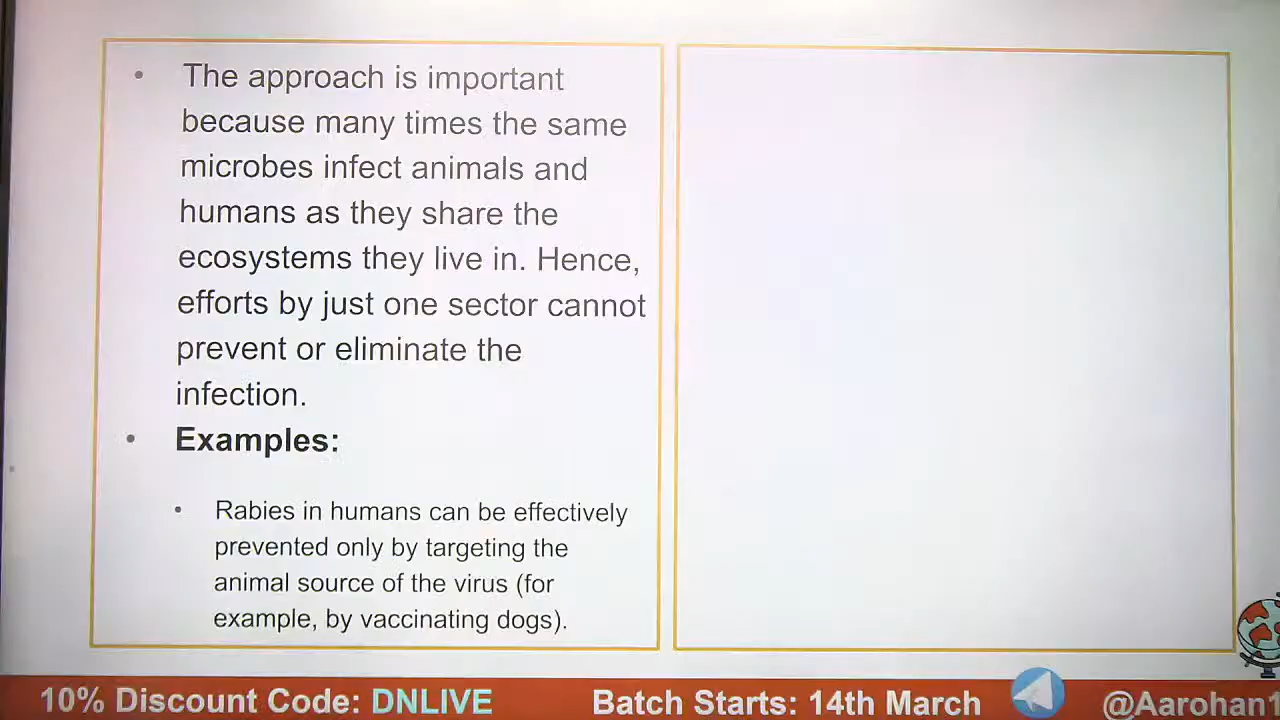 • The approach is important
because many times the same
microbes infect animals and
humans as they share the
ecosystems they live in. Hence,
efforts by just one sector cannot
prevent or eliminate the
infection.
• Examples:
• Rabies in humans can be effectively
prevented only by targeting the
animal source of the virus (for
example, by vaccinating dogs).
10% Discount Code: DNLIVE
Batch Starts: 14th March
@Aarohan1